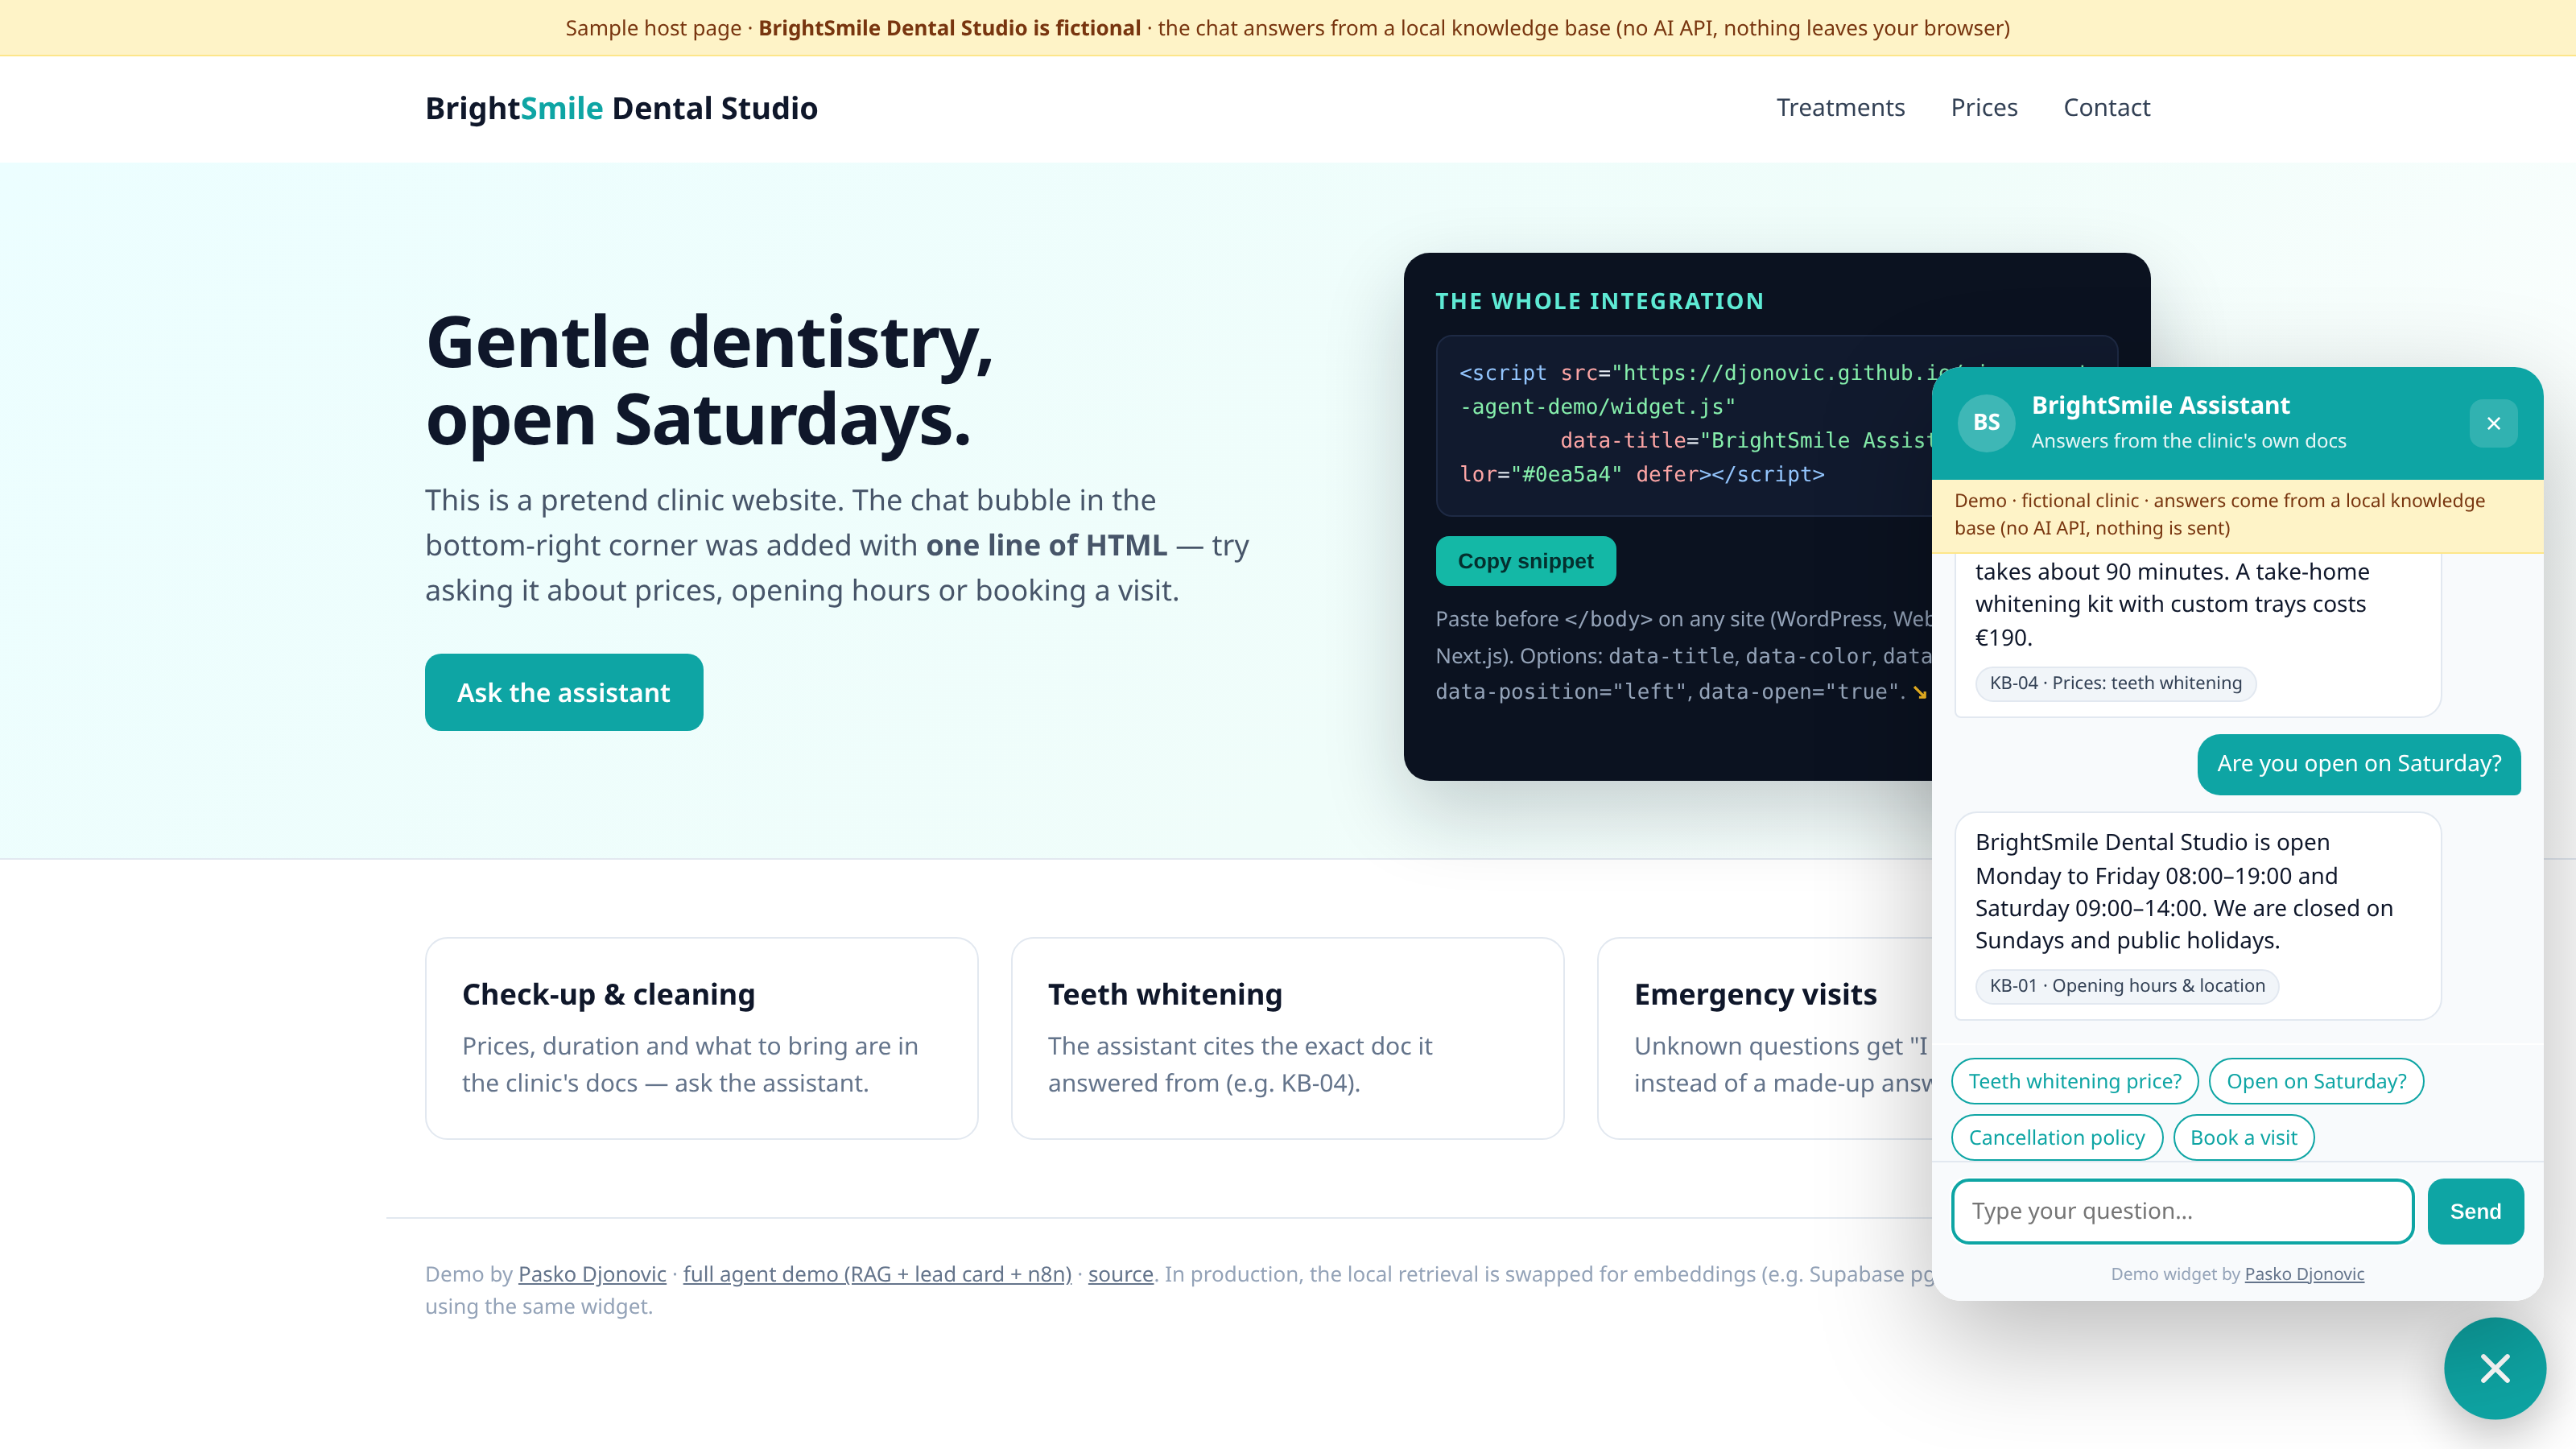 Sample host page · BrightSmile Dental Studio is fictional · the chat answers from a local knowledge base (no AI API, nothing leaves your browser)
BrightSmile Dental Studio
Treatments Prices Contact
Gentle dentistry,
open Saturdays.
This is a pretend clinic website. The chat bubble in the
bottom-right corner was added with one line of HTML — try
asking it about prices, opening hours or booking a visit.
Ask the assistant
THE WHOLE INTEGRATION
<script src="https://djonovic.github.io/
-agent-demo/widget.js"
data-title="BrightSmile Assist
lor="#0ea5a4" defer></script>
Copy snippet
Paste before </body> on any site (WordPress, Web
Next.js). Options: data-title, data-color, data
data-position="left", data-open="true". ↘
Check-up & cleaning
Prices, duration and what to bring are in
the clinic's docs — ask the assistant.
Teeth whitening
The assistant cites the exact doc it
answered from (e.g. KB-04).
Emergency visits
Unknown questions get "I
instead of a made-up answ
Demo by Pasko Djonovic · full agent demo (RAG + lead card + n8n) · source. In production, the local retrieval is swapped for embeddings (e.g. Supabase pg
using the same widget.
BS
BrightSmile Assistant
Answers from the clinic's own docs
×
Demo · fictional clinic · answers come from a local knowledge
base (no AI API, nothing is sent)
takes about 90 minutes. A take-home
whitening kit with custom trays costs
€190.
KB-04 · Prices: teeth whitening
Are you open on Saturday?
BrightSmile Dental Studio is open
Monday to Friday 08:00–19:00 and
Saturday 09:00–14:00. We are closed on
Sundays and public holidays.
KB-01 · Opening hours & location
Teeth whitening price? Open on Saturday?
Cancellation policy Book a visit
Type your question...
Send
Demo widget by Pasko Djonovic